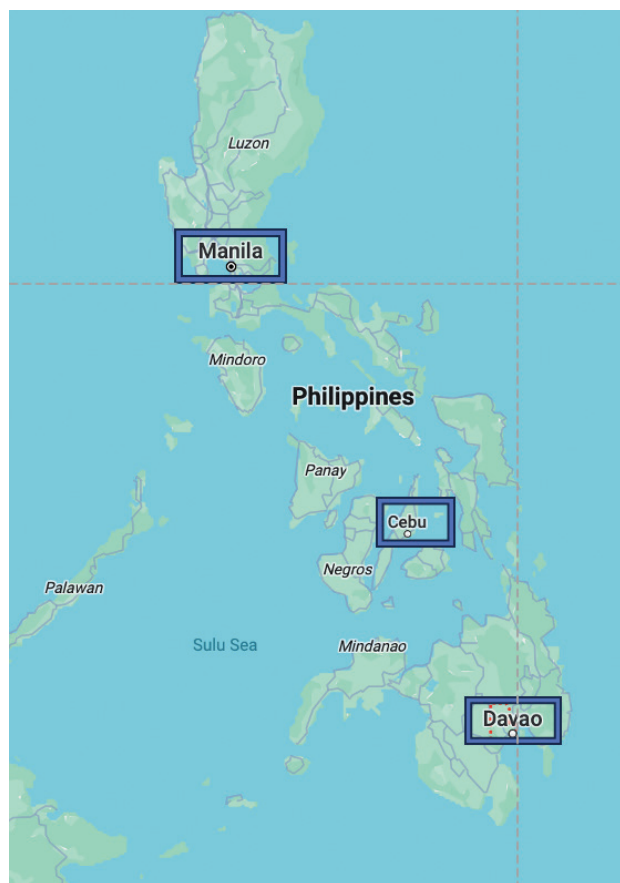 Luzon
Manila
Mindoro
Philippines
Panay
Cebu
Negros
Palawan
Sulu Sea
Mindanao
Davao